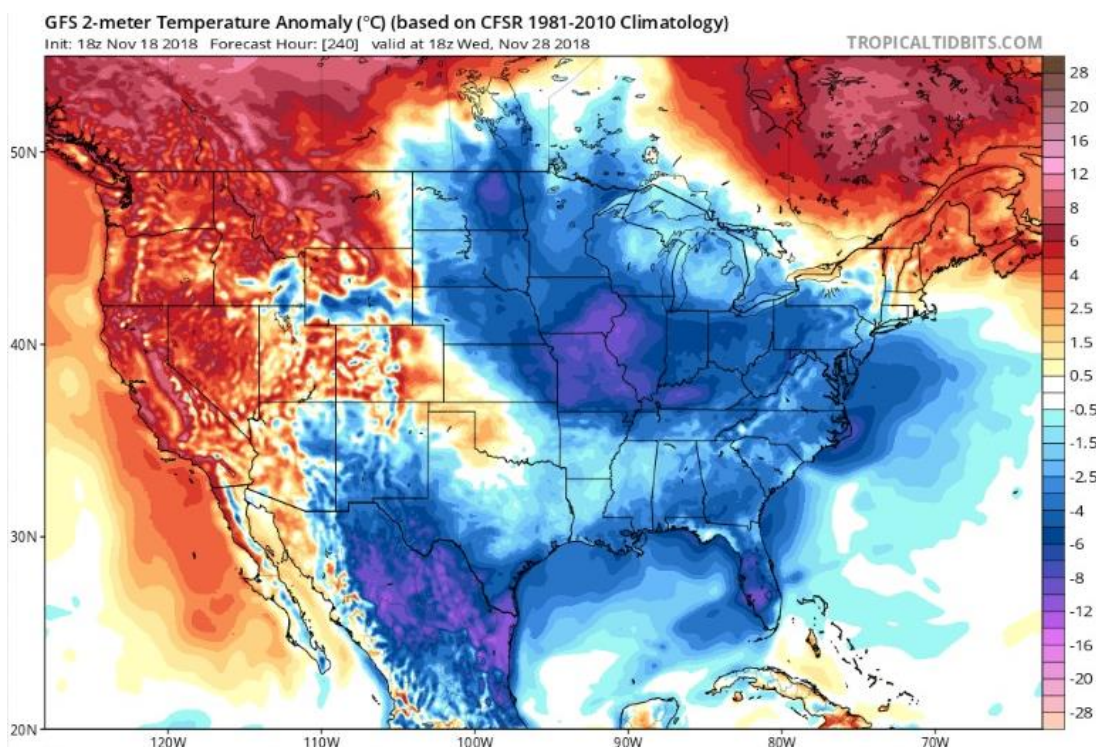 GFS 2-meter Temperature Anomaly (°C) (based on CFSR 1981-2010 Climatology)
Init: 18z Nov 18 2018 Forecast Hour: [240] valid at 18z Wed, Nov 28 2018 TROPICALTIDBITS.COM
28
20
16
12
8
6
50N
4
2.5
1.5
40N
0.5
-0.5
-1.5
-2.5
-4
30N
-6
-8
-12
-16
-20
-28
20N
120W 110W 100W 90W 80W 70W